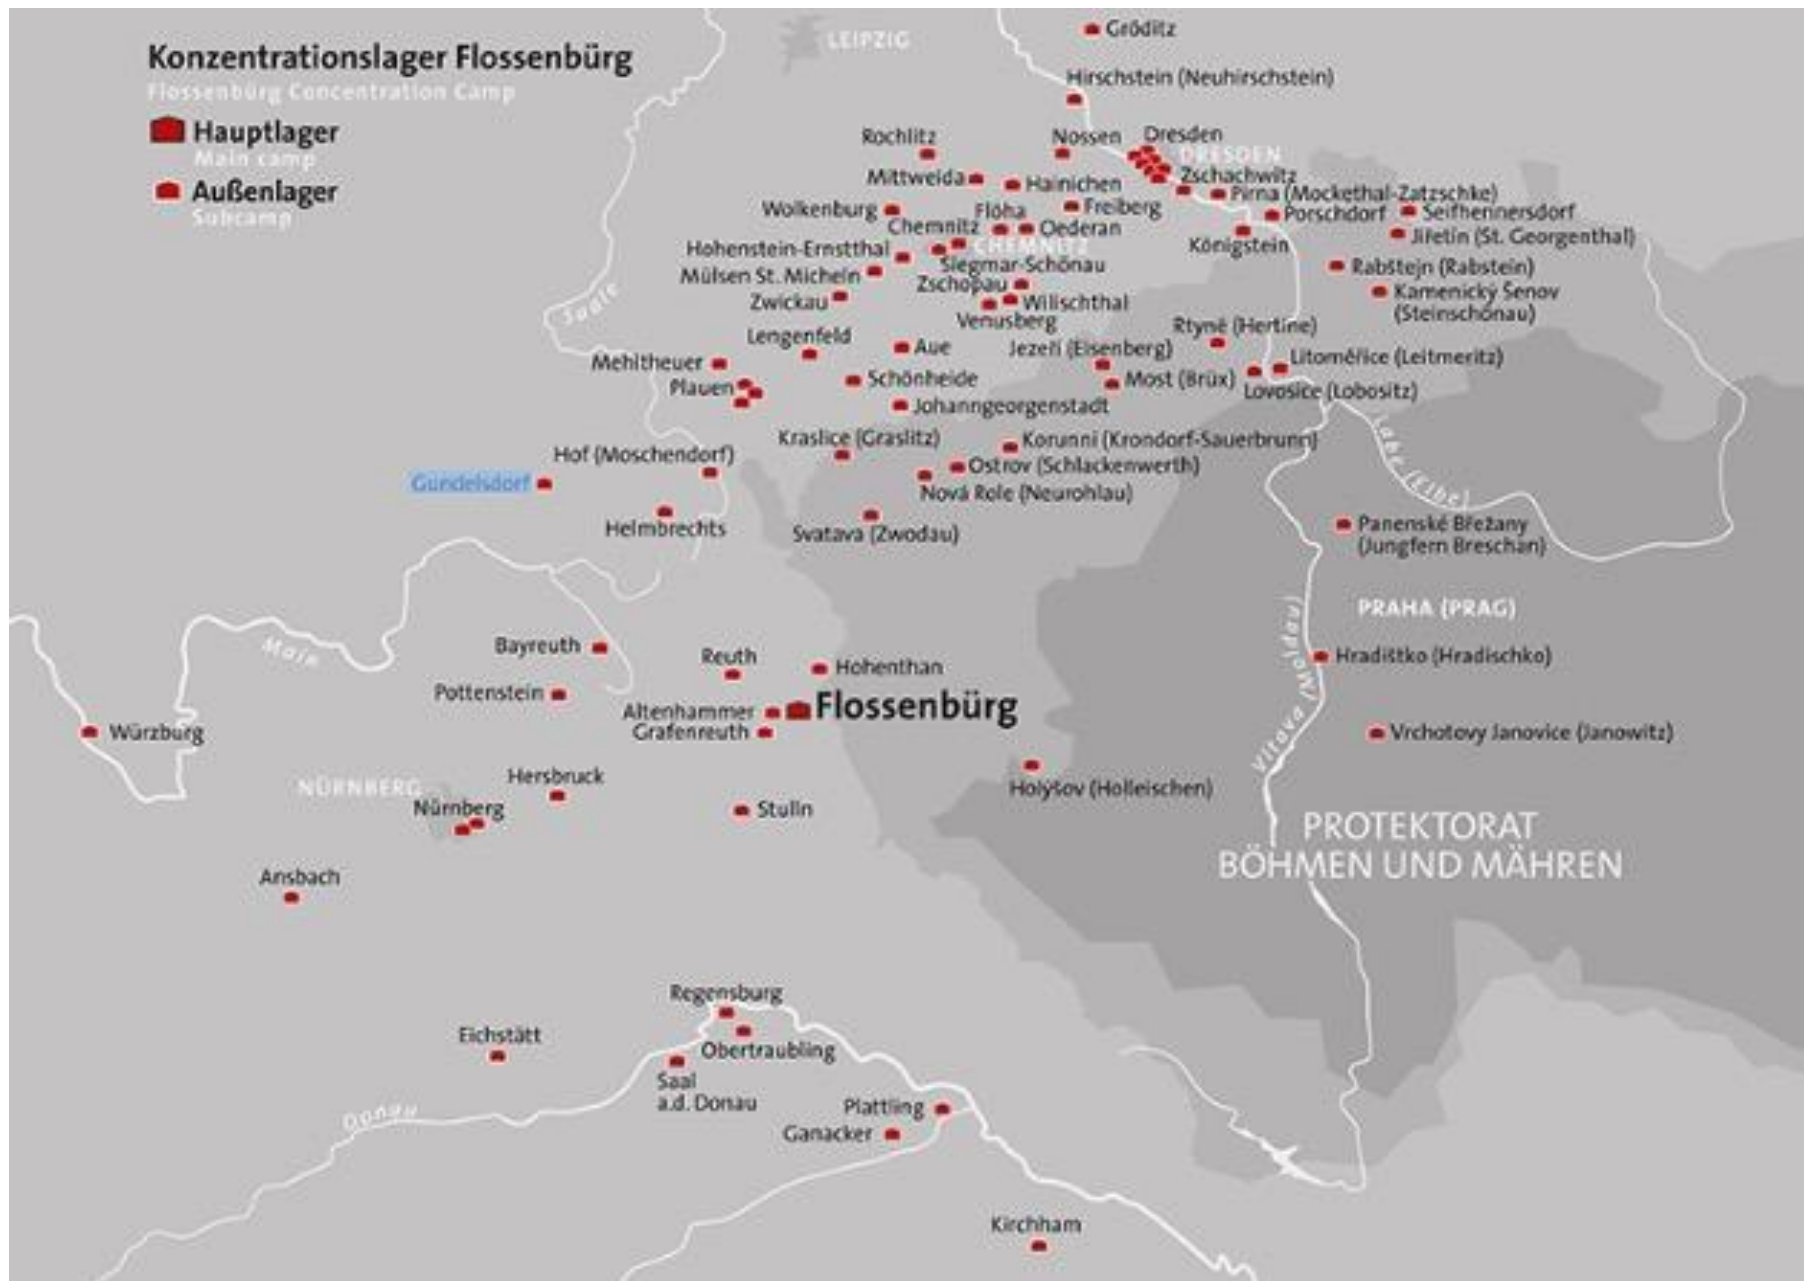 Konzentrationslager Flossenbürg
Flossenbürg Concentration Camp
Hauptlager
Main camp
Außenlager
Subcamp
LEIPZIG
Gröditz
Hirschstein (Neuhirschstein)
Rochlitz
Nossen
Dresden
DRESDEN
Mittweida
Hainichen
Zschachwitz
Pirna (Mockethal-Zatzschke)
Wolkenburg
Flöha
Freiberg
Porschdorf
Seifhennersdorf
Chemnitz
Oederan
Königstein
Jiřetín (St. Georgenthal)
Hohenstein-Ernstthal
CHEMNITZ
Siegmar-Schönau
Rabštejn (Rabstein)
Mülsen St. Micheln
Zschopau
Kamenický Šenov
(Steinschönau)
Zwickau
Wilischthal
Saale
Venusberg
Rtyně (Hertine)
Lengenfeld
Aue
Jezeří (Eisenberg)
Litoměřice (Leitmeritz)
Mehltheuer
Plauen
Schönheide
Most (Brüx)
Lovosice (Lobositz)
Johanngeorgenstadt
Kraslice (Graslitz)
Korunní (Krondorf-Sauerbrunn)
Labe (Elbe)
Hof (Moschendorf)
Ostrov (Schlackenwerth)
Gundelsdorf
Nová Role (Neurohlau)
Helmbrechts
Svatava (Zwodau)
Panenské Břežany
(Jungfern Breschan)
PRAHA (PRAG)
Main
Bayreuth
Reuth
Hohenthan
Hradištko (Hradischko)
Vltava (Moldau)
Pottenstein
Altenhammer
Flossenbürg
Würzburg
Grafenreuth
Vrchotovy Janovice (Janowitz)
Hersbruck
NÜRNBERG
Holýšov (Holleischen)
Nürnberg
Stulln
PROTEKTORAT
BÖHMEN UND MÄHREN
Ansbach
Regensburg
Eichstätt
Obertraubling
Saal
a.d. Donau
Donau
Plattling
Ganacker
Kirchham